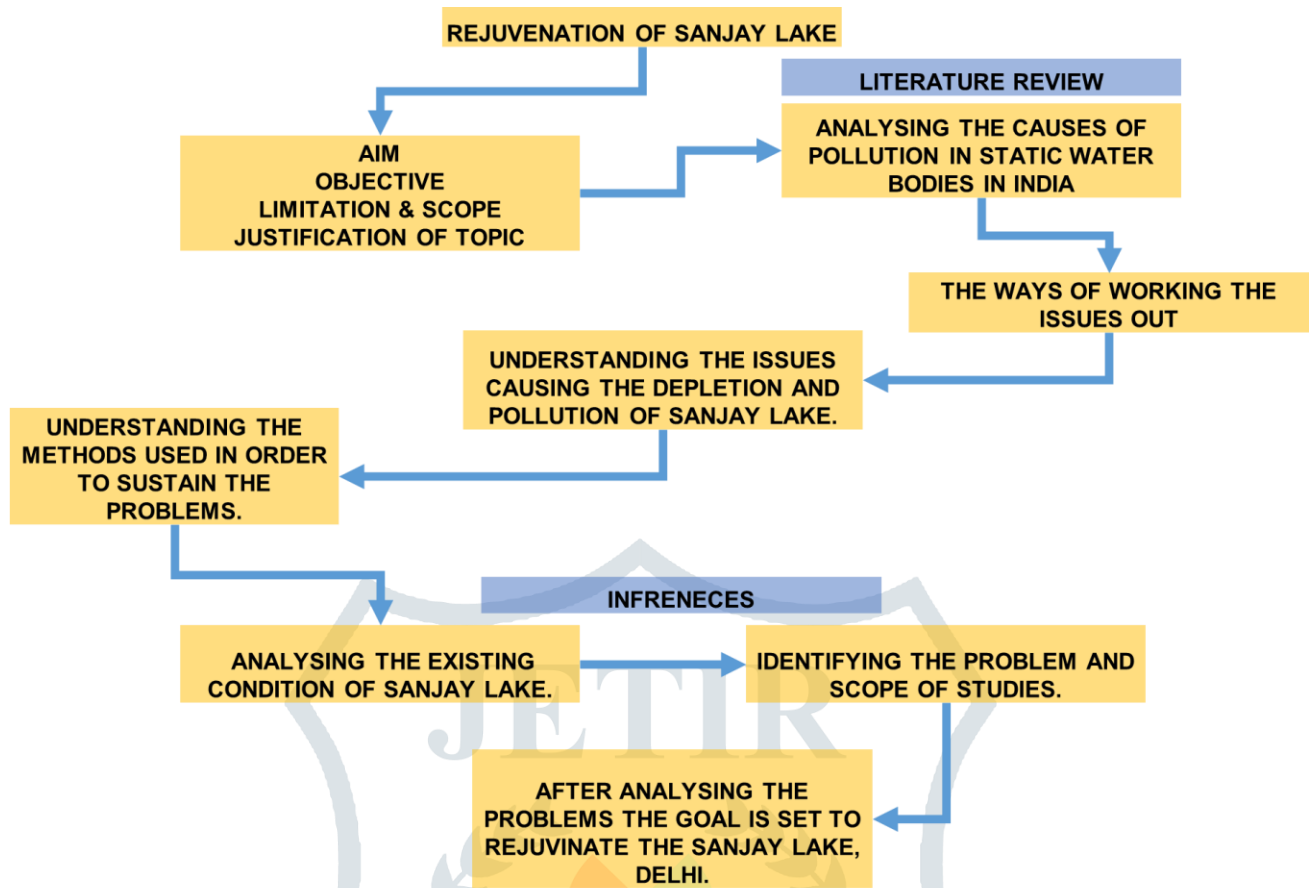 REJUVENATION OF SANJAY LAKE
LITERATURE REVIEW
AIM
OBJECTIVE
LIMITATION & SCOPE
JUSTIFICATION OF TOPIC
ANALYSING THE CAUSES OF
POLLUTION IN STATIC WATER
BODIES IN INDIA
THE WAYS OF WORKING THE
ISSUES OUT
UNDERSTANDING THE ISSUES
CAUSING THE DEPLETION AND
POLLUTION OF SANJAY LAKE.
UNDERSTANDING THE
METHODS USED IN ORDER
TO SUSTAIN THE
PROBLEMS.
INFRENECES
ANALYSING THE EXISTING
CONDITION OF SANJAY LAKE.
IDENTIFYING THE PROBLEM AND
SCOPE OF STUDIES.
JETIR
AFTER ANALYSING THE
PROBLEMS THE GOAL IS SET TO
REJUVINATE THE SANJAY LAKE,
DELHI.